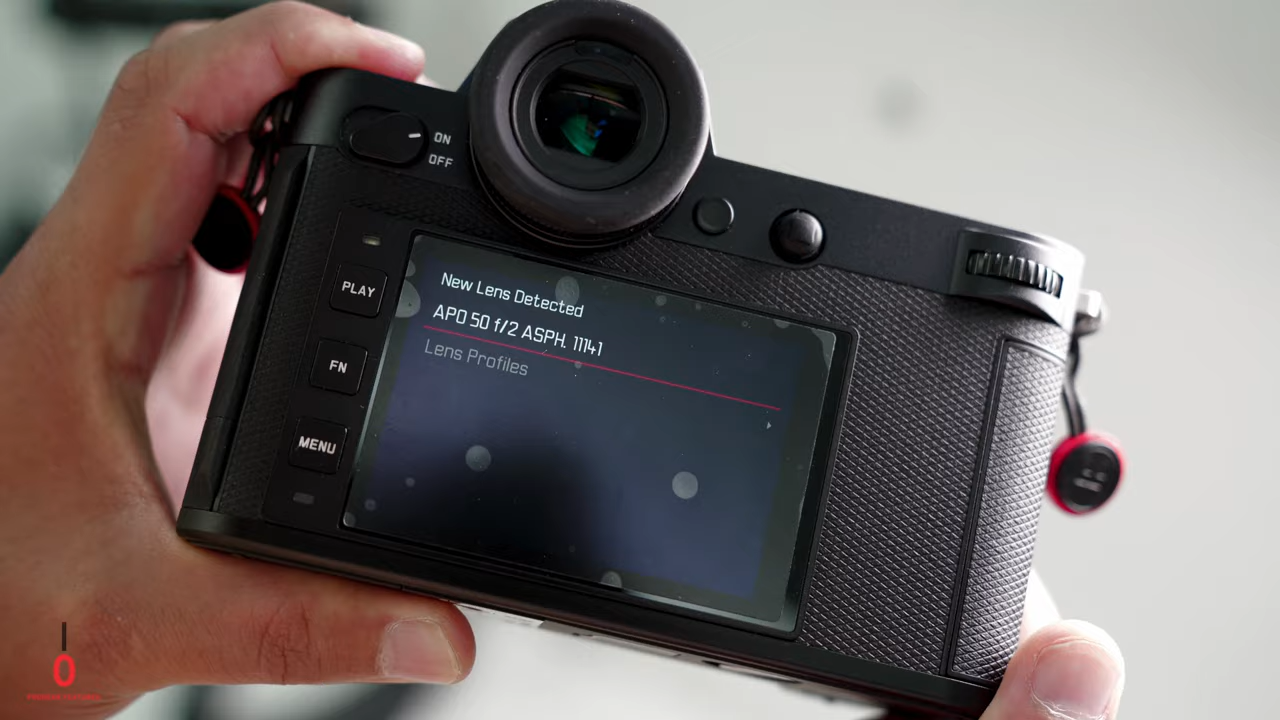 ON
OFF
PLAY
FN
MENU
New Lens Detected
APO 50 f/2 ASPH. 11141
Lens Profiles